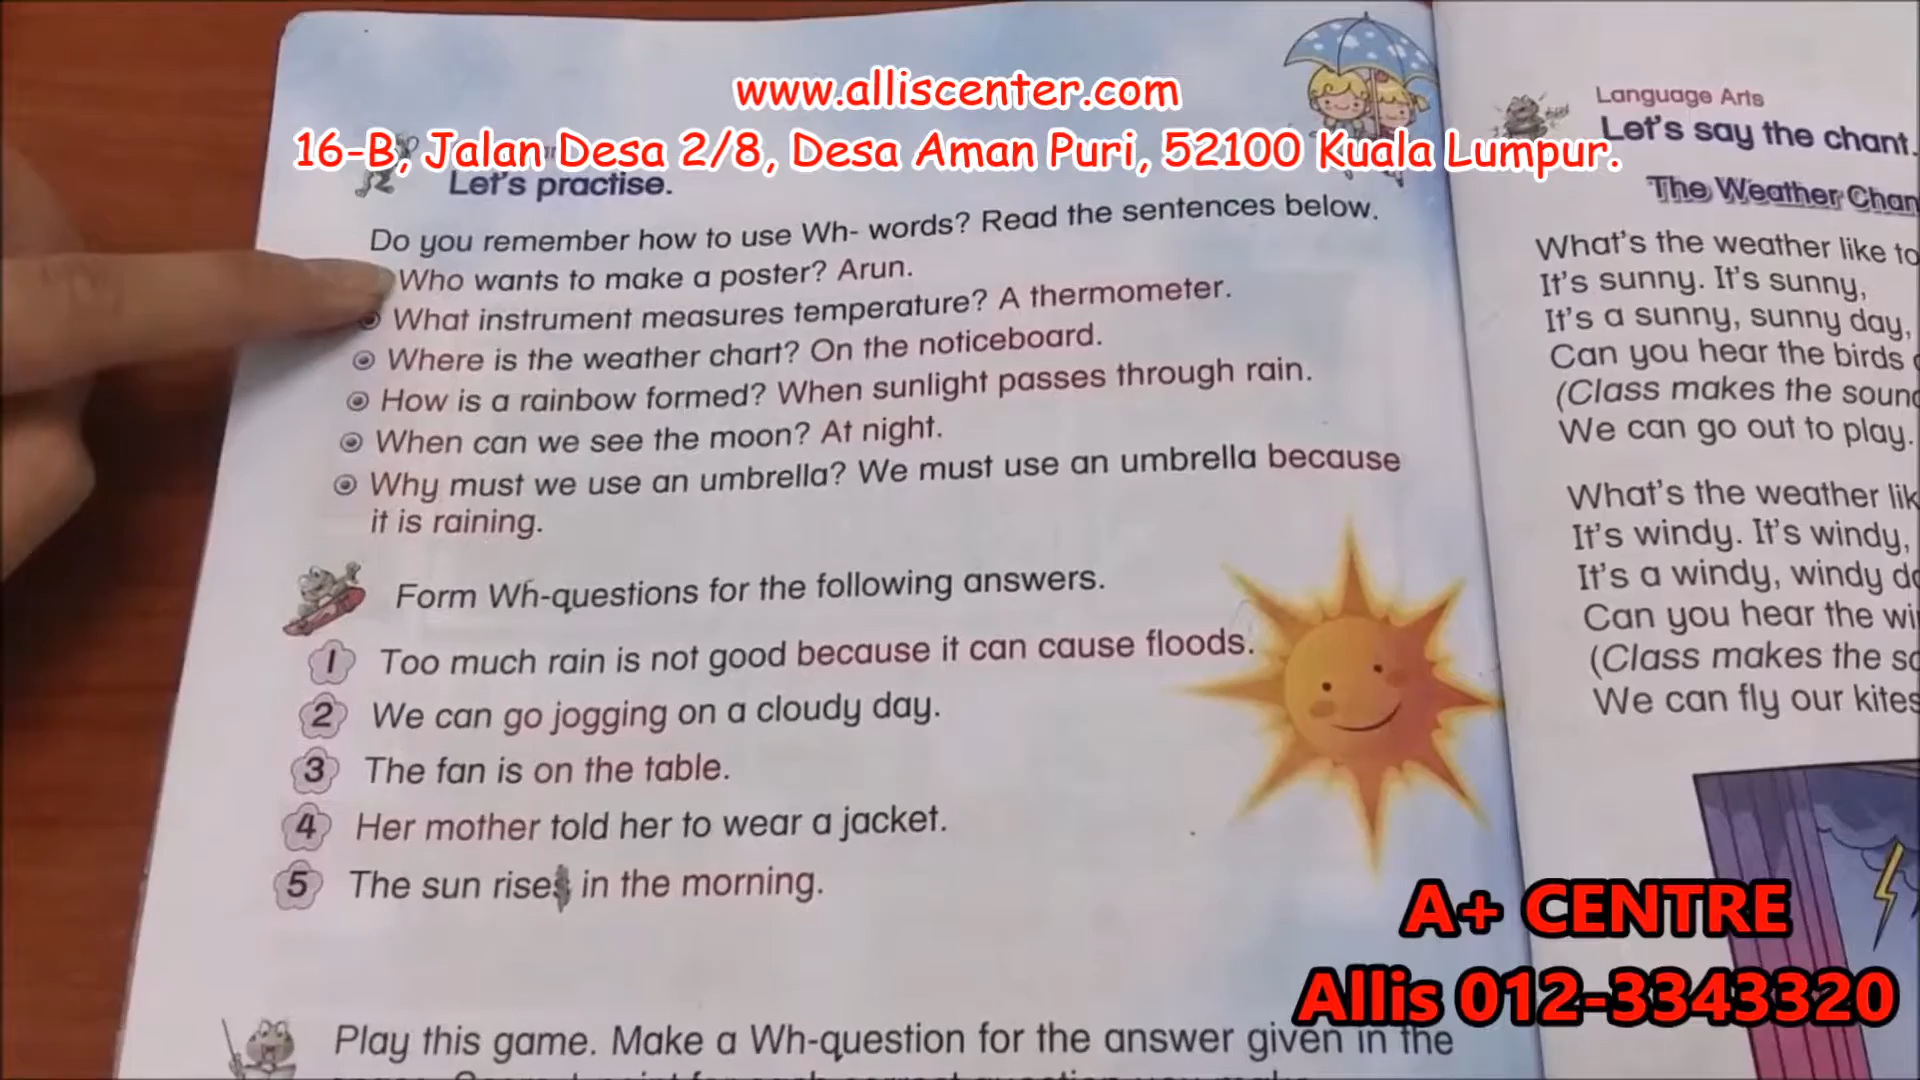 www.alliscenter.com
16-B, Jalan Desa 2/8, Desa Aman Puri, 52100 Kuala Lumpur.
Let's practise.
Do you remember how to use Wh- words? Read the sentences below.
Who wants to make a poster? Arun.
What instrument measures temperature? A thermometer.
Where is the weather chart? On the noticeboard.
How is a rainbow formed? When sunlight passes through rain.
When can we see the moon? At night.
Why must we use an umbrella? We must use an umbrella because
it is raining.
Form Wh-questions for the following answers.
1 Too much rain is not good because it can cause floods.
2 We can go jogging on a cloudy day.
3 The fan is on the table.
4 Her mother told her to wear a jacket.
5 The sun rises in the morning.
Play this game. Make a Wh-question for the answer given in the
Language Arts
Let's say the chant.
The Weather
What's the weather like
It's sunny. It's sunny,
It's a sunny, sunny day,
Can you hear the birds
(Class makes the
We can go out to play.
What's the weather
It's windy. It's windy,
It's a windy, windy
Can you hear the
(Class makes the
We can fly our
A+ CENTRE
Allis 012-3343320